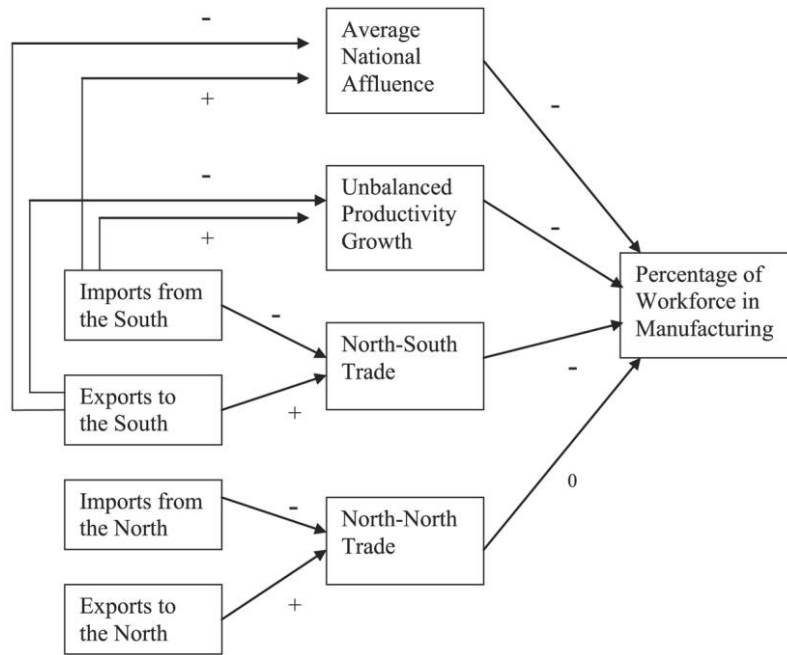 -
Average
National
Affluence
+
-
-
Unbalanced
Productivity
Growth
-
+
Percentage of
Workforce in
Manufacturing
Imports from
the South
-
North-South
Trade
-
Exports to
the South
+
0
Imports from
the North
-
North-North
Trade
Exports to
the North
+